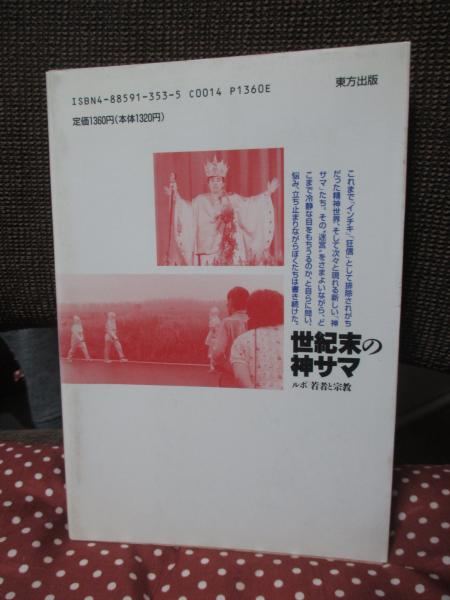 ISBN4-88591-353-5 C0014 P1360E
定価1360円(本体1320円)
東方出版
これまで“インチキ”、“狂信”として排除されがち
だった精神世界、そして次々と現れる新しい“神
サマ”たち。その“迷宮”をさまよいながら、ど
こまで冷静な目をもちうるのか、と自らに問い、
悩み、立ち止まりながらぼくたちは書き続けた。
世紀末の
神サマ
ルポ 若者と宗教